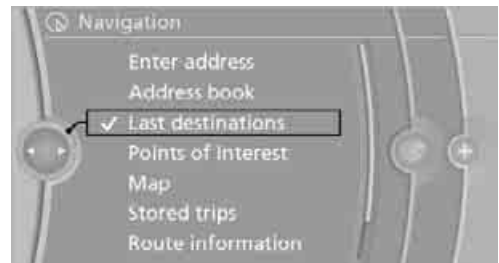 Navigation
Enter address
Address book
Last destinations
Points of Interest
Map
Stored trips
Route information